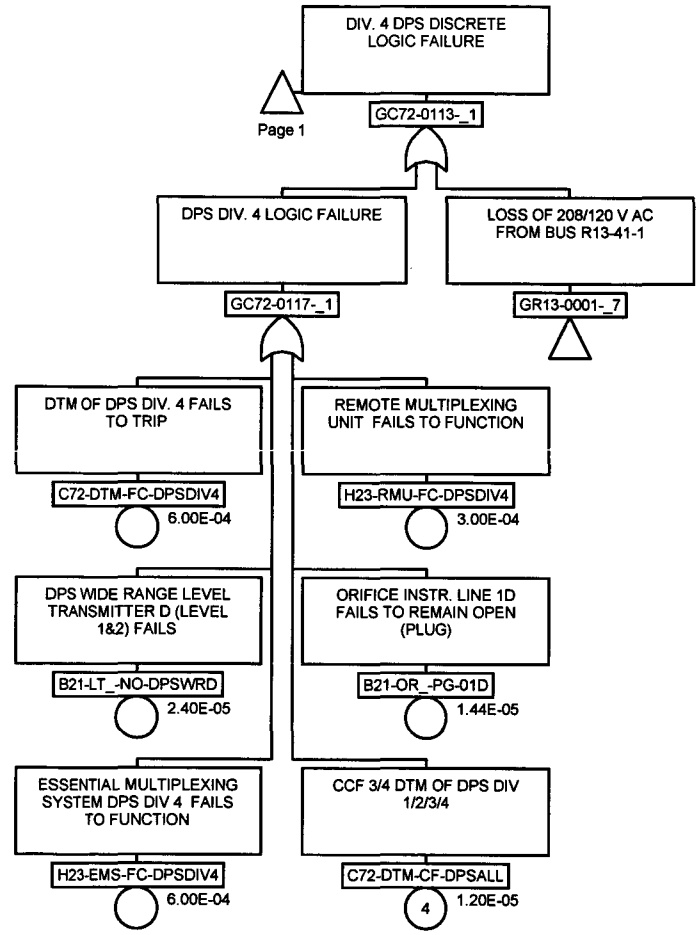 DIV. 4 DPS DISCRETE
LOGIC FAILURE
Page 1
GC72-0113-_1
DPS DIV. 4 LOGIC FAILURE
GC72-0117-_1
LOSS OF 208/120 V AC
FROM BUS R13-41-1
GR13-0001-_7
DTM OF DPS DIV. 4 FAILS
TO TRIP
C72-DTM-FC-DPSDIV4
6.00E-04
REMOTE MULTIPLEXING
UNIT FAILS TO FUNCTION
H23-RMU-FC-DPSDIV4
3.00E-04
DPS WIDE RANGE LEVEL
TRANSMITTER D (LEVEL
1&2) FAILS
B21-LT_-NO-DPSWRD
2.40E-05
ORIFICE INSTR. LINE 1D
FAILS TO REMAIN OPEN
(PLUG)
B21-OR_-PG-01D
1.44E-05
ESSENTIAL MULTIPLEXING
SYSTEM DPS DIV 4 FAILS
TO FUNCTION
H23-EMS-FC-DPSDIV4
6.00E-04
CCF 3/4 DTM OF DPS DIV
1/2/3/4
C72-DTM-CF-DPSALL
4
1.20E-05